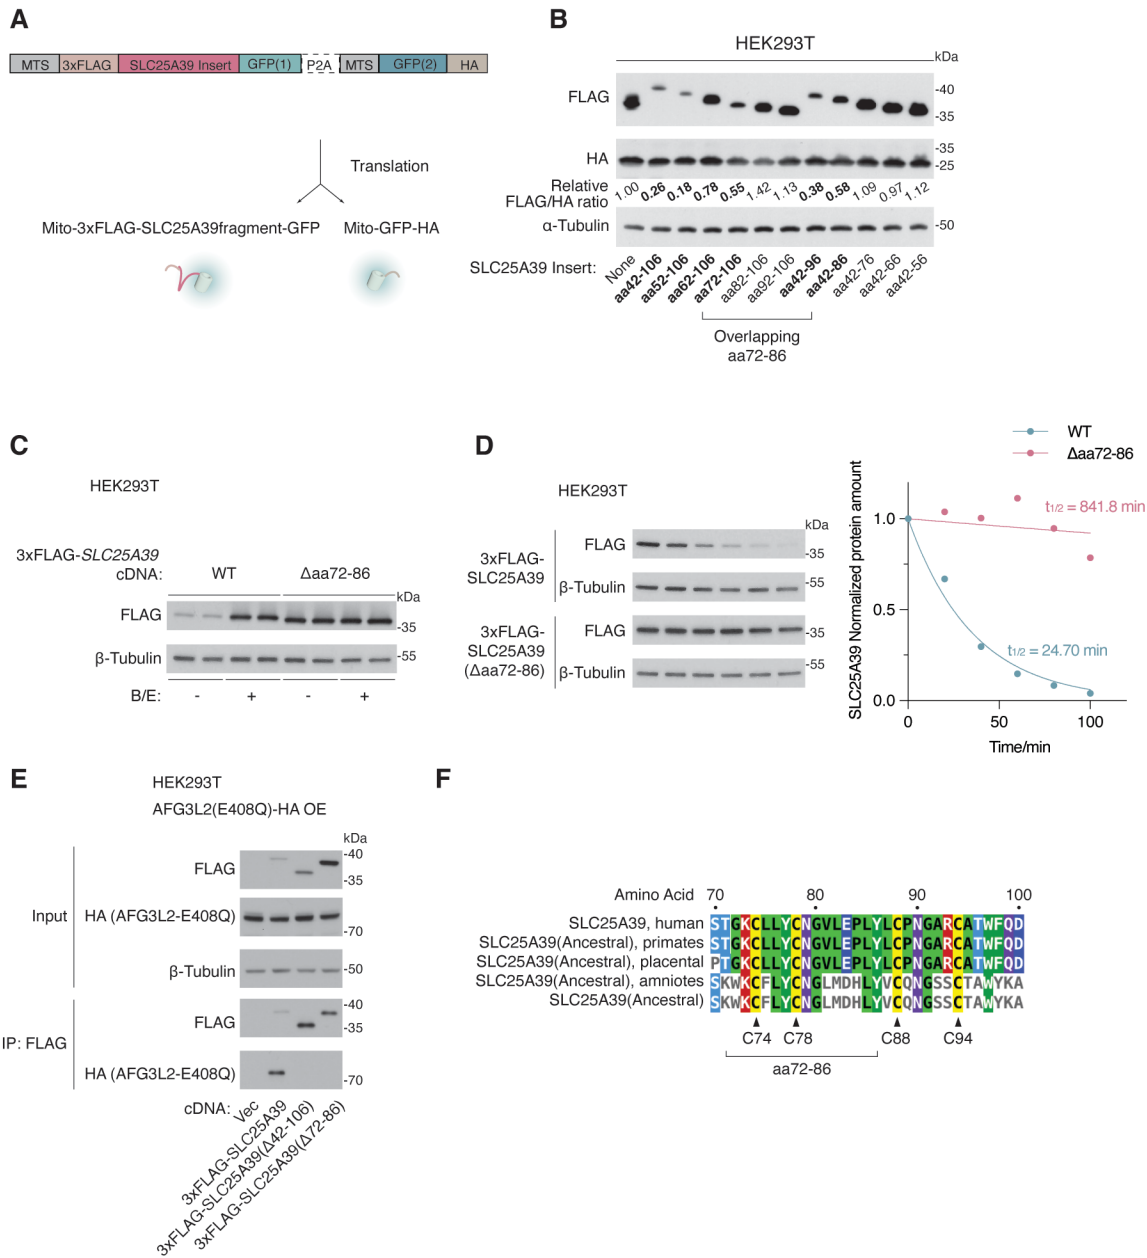 A
MTS 3xFLAG SLC25A39 Insert GFP(1) P2A MTS GFP(2) HA
Translation
Mito-3xFLAG-SLC25A39fragment-GFP Mito-GFP-HA
B
HEK293T
kDa
FLAG
-40
-35
HA
-35
-25
Relative
FLAG/HA ratio
1.00 0.26 0.18 0.78 0.55 1.42 1.13 0.38 0.58 1.09 0.97 1.12
α-Tubulin
-50
SLC25A39 Insert:
None
aa42-106
aa52-106
aa62-106
aa72-106
aa82-106
aa92-106
aa42-96
aa42-86
aa42-76
aa42-66
aa42-56
Overlapping
aa72-86
C
HEK293T
3xFLAG-SLC25A39
cDNA:
WT Δaa72-86
kDa
FLAG
-35
β-Tubulin
-55
B/E: - + - +
D
HEK293T
kDa
3xFLAG-
SLC25A39
FLAG
-35
β-Tubulin
-55
3xFLAG-
SLC25A39
(Δaa72-86)
FLAG
-35
β-Tubulin
-55
WT
Δaa72-86
SLC25A39 Normalized protein amount
1.0
0.5
0.0
t1/2 = 841.8 min
t1/2 = 24.70 min
0 50 100
Time/min
E
HEK293T
AFG3L2(E408Q)-HA OE
kDa
Input
FLAG
-40
-35
HA (AFG3L2-E408Q)
-70
β-Tubulin
-50
IP: FLAG
FLAG
-40
-35
HA (AFG3L2-E408Q)
-70
cDNA:
Vec
3xFLAG-SLC25A39
3xFLAG-SLC25A39(Δ42-106)
3xFLAG-SLC25A39(Δ72-86)
F
Amino Acid 70 80 90 100
SLC25A39, human STGKCLLYCNGVLEPLYLCPNGARCATWFQD
SLC25A39(Ancestral), primates STGKCLLYCNGVLEPLYLCPNGARCATWFQD
SLC25A39(Ancestral), placental PTGKCLLYCNGVLEPLYLCPNGARCATWFQD
SLC25A39(Ancestral), amniotes SKWKCFLYCNGLMDHLYVCQNGSSCTAWYKA
SLC25A39(Ancestral) SKWKCFLYCNGLMDHLYVCQNGSSCTAWYKA
C74 C78 C88 C94
aa72-86